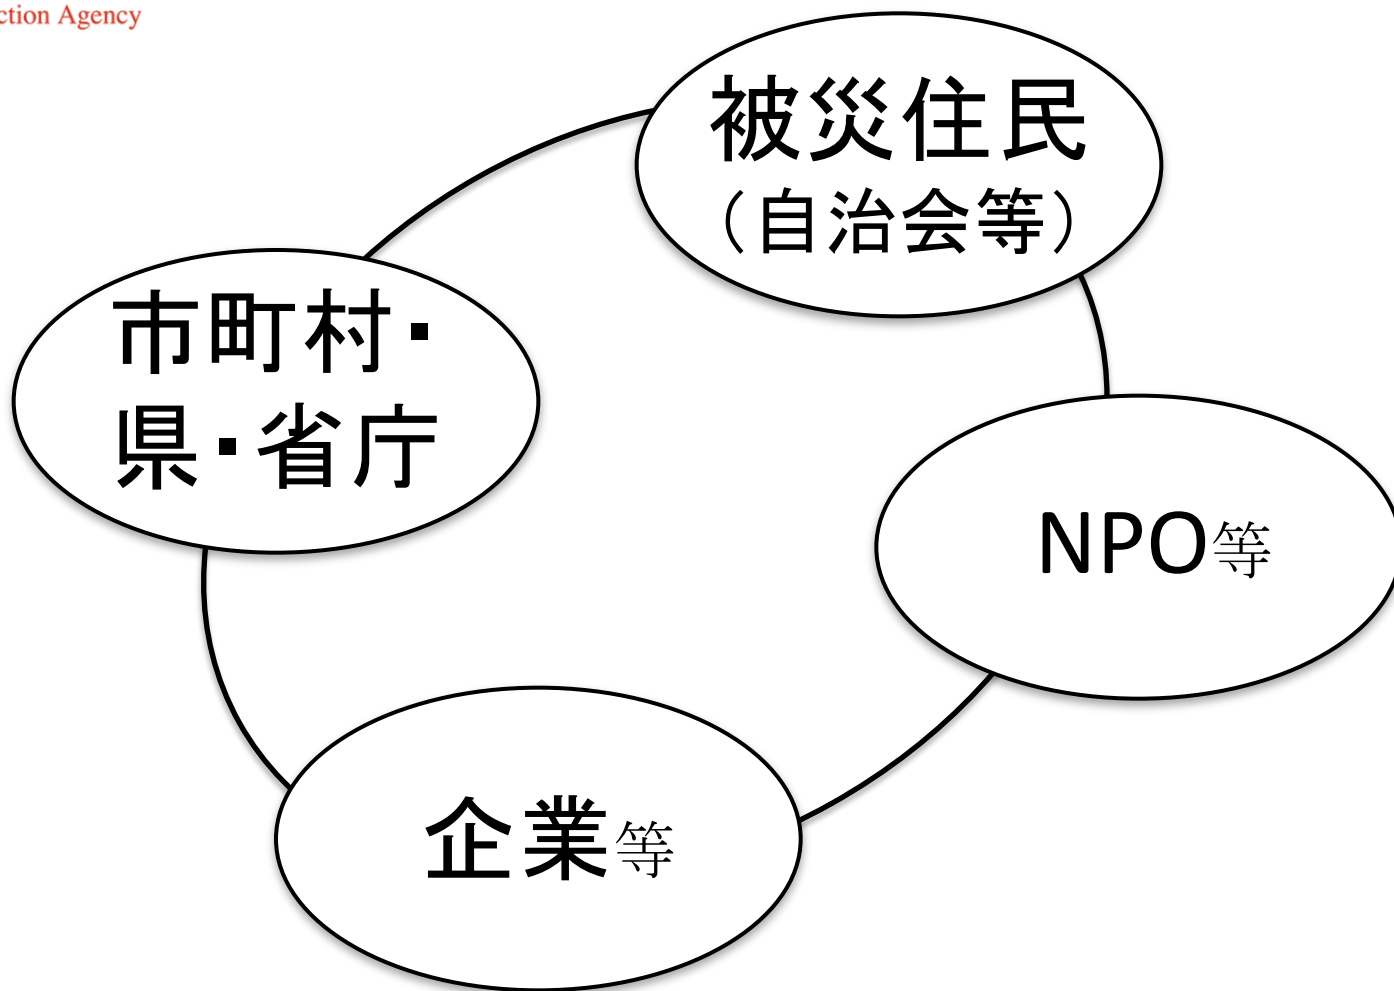 ction Agency
被災住民
（自治会等）
市町村・
県・省庁
NPO等
企業等